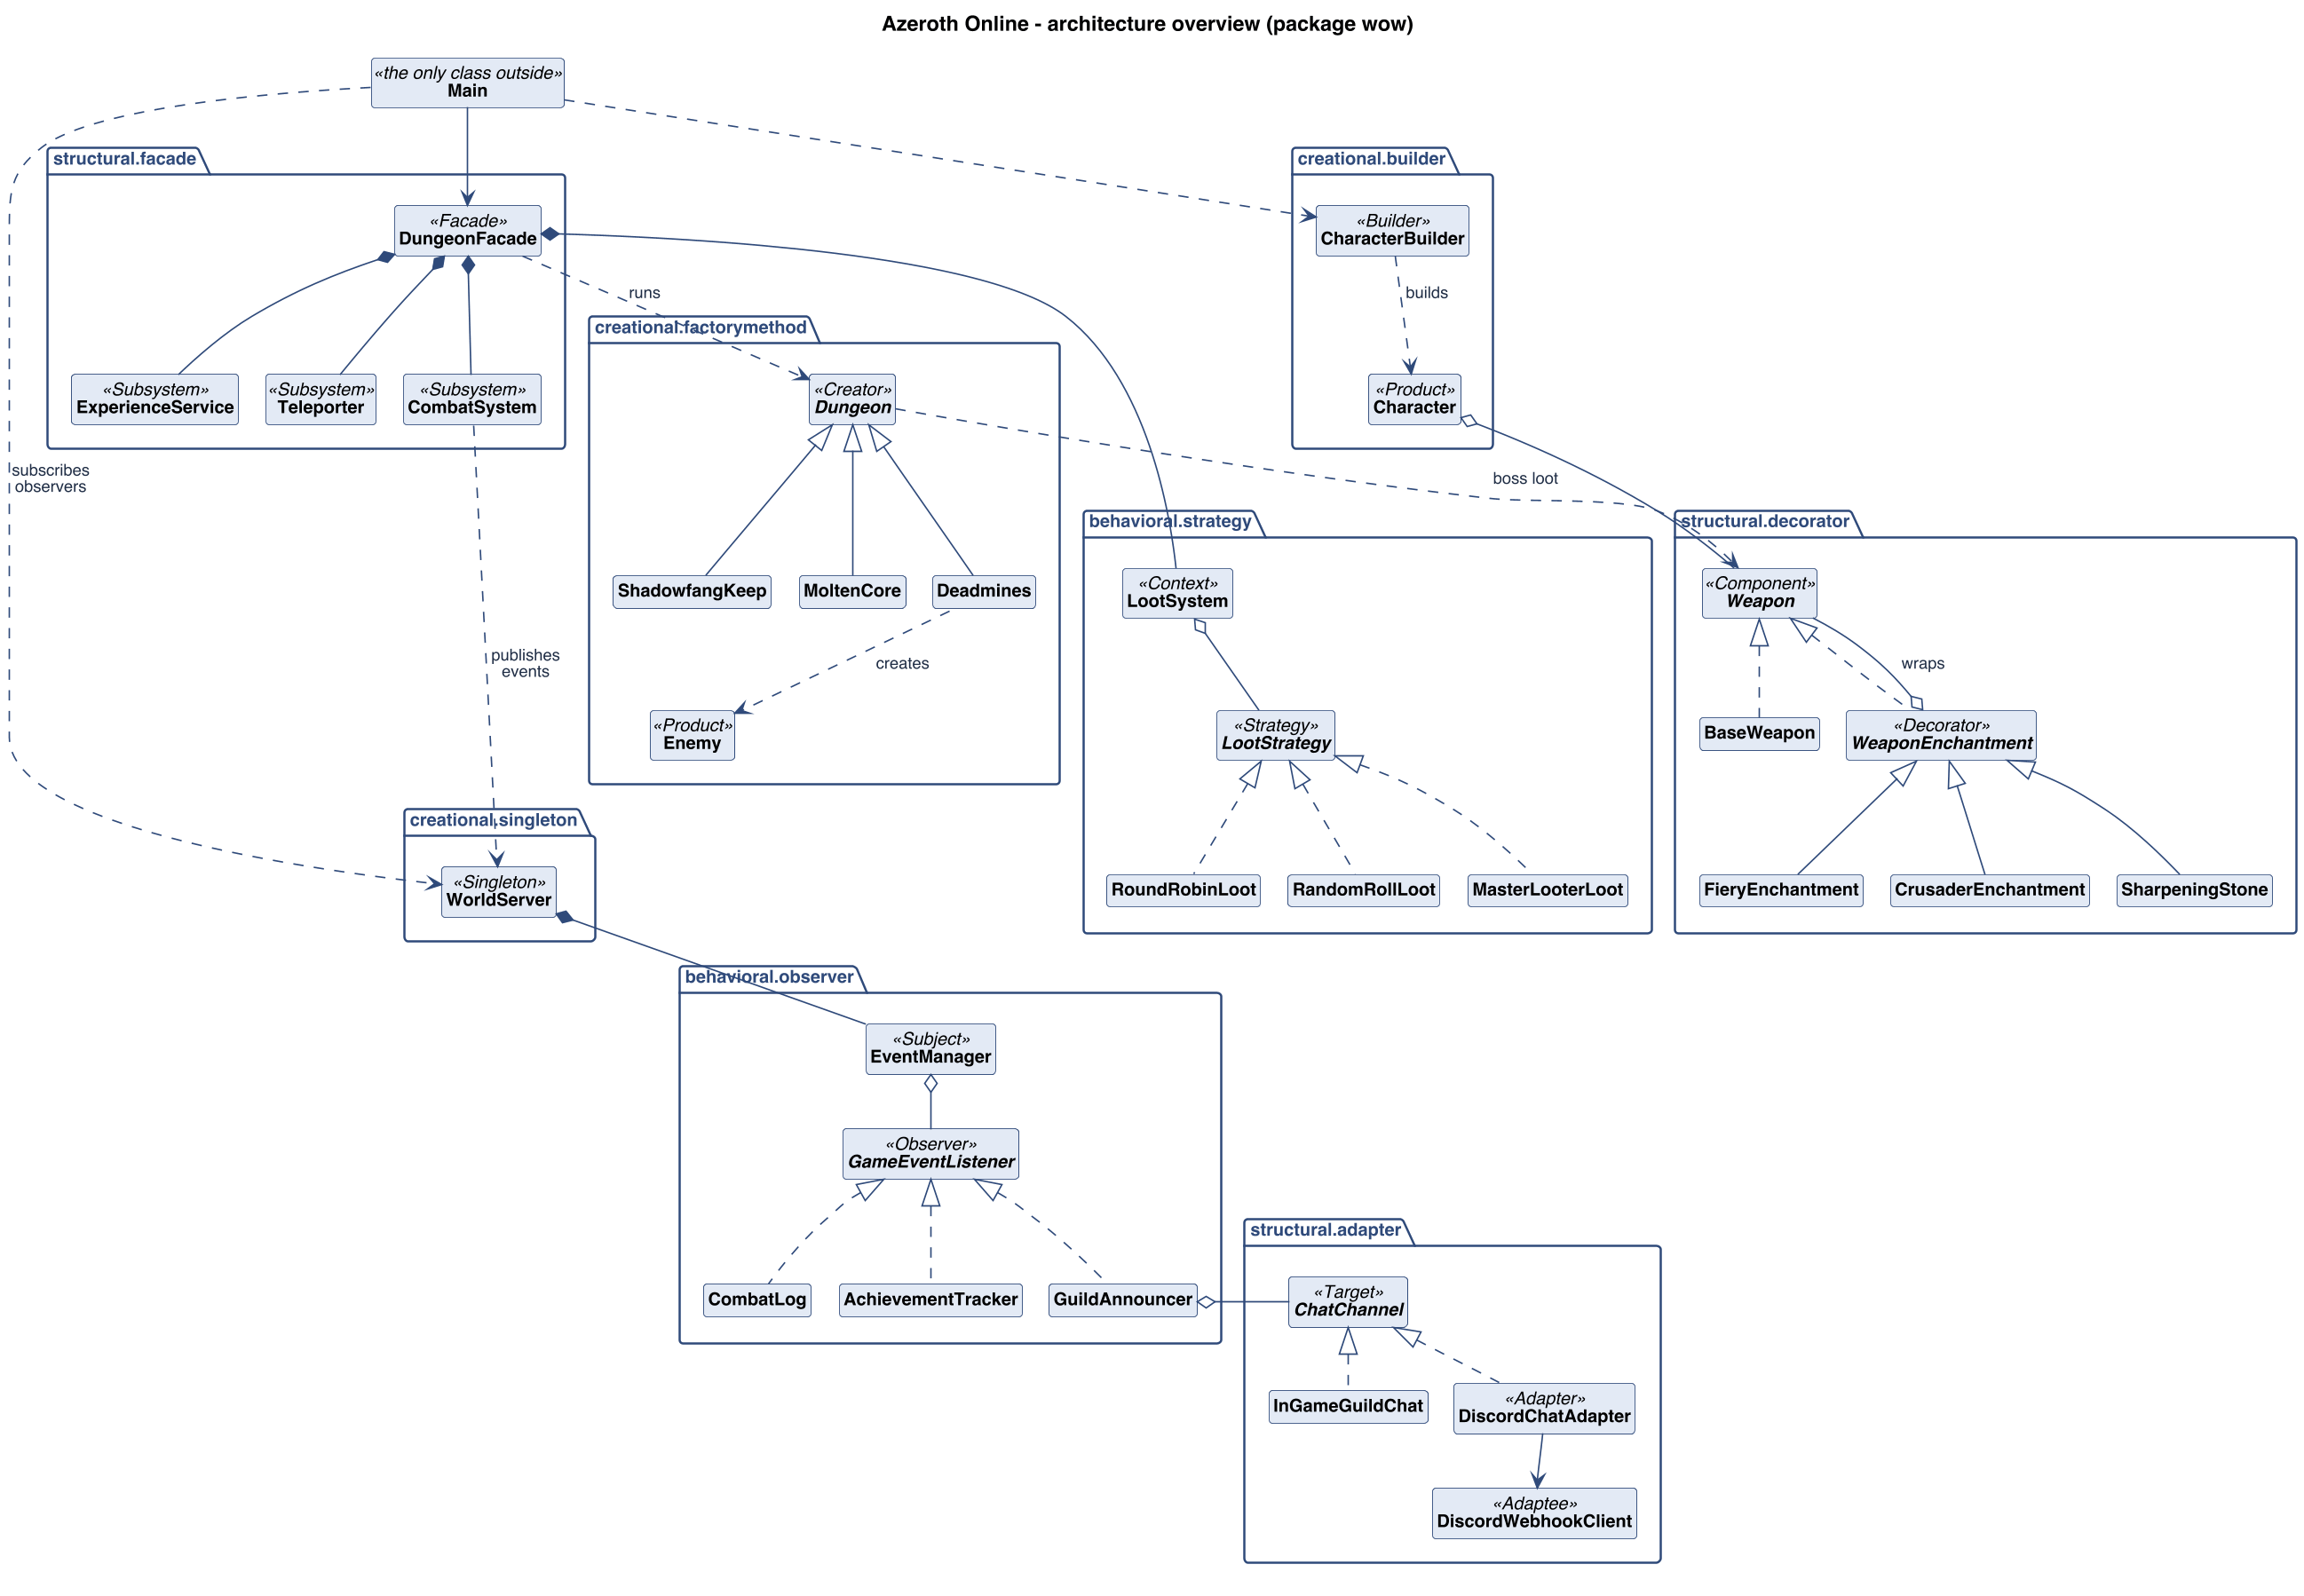 Azeroth Online - architecture overview (package wow)
«the only class outside»
Main
structural.facade
«Facade»
DungeonFacade
«Subsystem»
ExperienceService
«Subsystem»
Teleporter
«Subsystem»
CombatSystem
runs
creational.builder
«Builder»
CharacterBuilder
builds
«Product»
Character
creational.factorymethod
«Creator»
Dungeon
ShadowfangKeep
MoltenCore
Deadmines
creates
«Product»
Enemy
subscribes
observers
publishes
events
boss loot
behavioral.strategy
«Context»
LootSystem
«Strategy»
LootStrategy
RoundRobinLoot
RandomRollLoot
MasterLooterLoot
structural.decorator
«Component»
Weapon
wraps
BaseWeapon
«Decorator»
WeaponEnchantment
FieryEnchantment
CrusaderEnchantment
SharpeningStone
creational.singleton
«Singleton»
WorldServer
behavioral.observer
«Subject»
EventManager
«Observer»
GameEventListener
CombatLog
AchievementTracker
GuildAnnouncer
structural.adapter
«Target»
ChatChannel
InGameGuildChat
«Adapter»
DiscordChatAdapter
«Adaptee»
DiscordWebhookClient